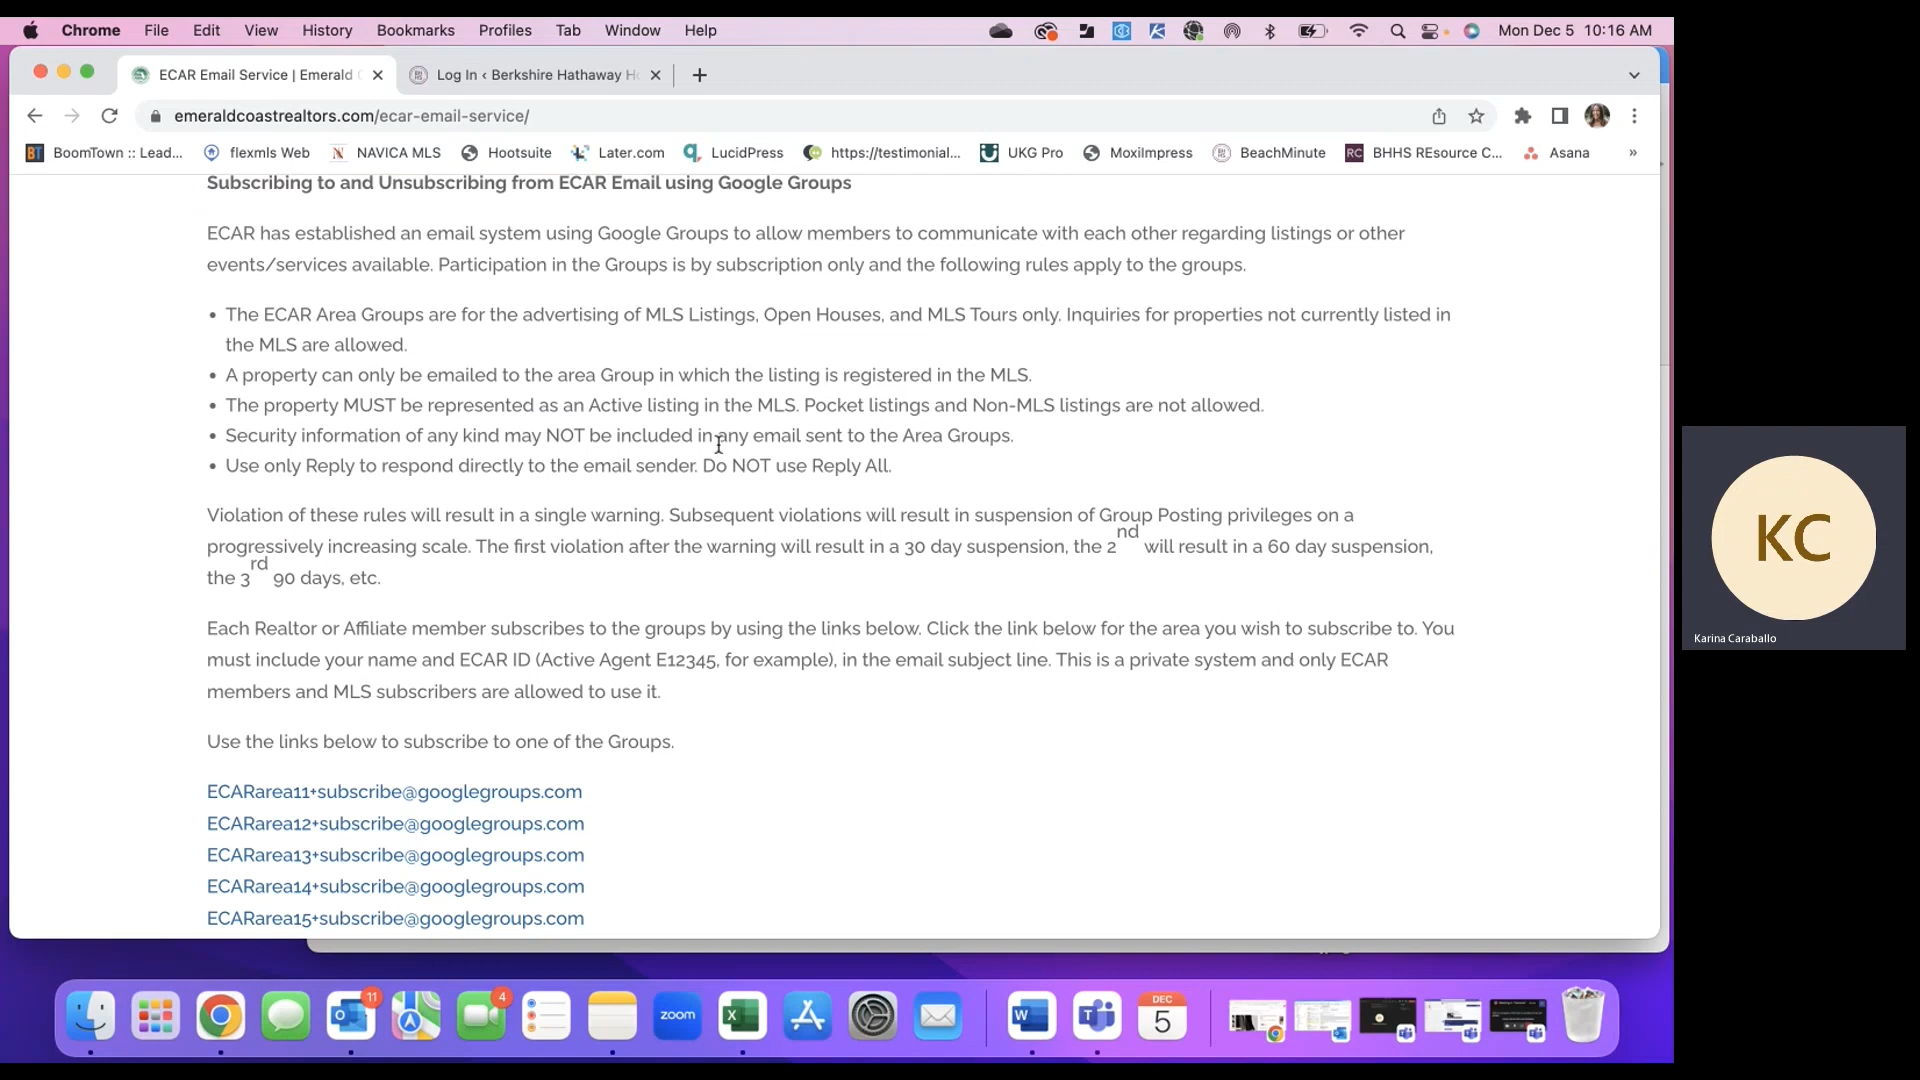 Chrome File Edit View History Bookmarks Profiles Tab Window Help Mon Dec 5 10:16 AM
ECAR Email Service | Emerald Log In ‹ Berkshire Hathaway H
emeraldcoastrealtors.com/ecar-email-service/
BT BoomTown :: Lead... flexmls Web NAVICA MLS Hootsuite Later.com LucidPress https://testimonial... UKG Pro MoxiImpress BeachMinute RC BHHS REsource C... Asana »
Subscribing to and Unsubscribing from ECAR Email using Google Groups
ECAR has established an email system using Google Groups to allow members to communicate with each other regarding listings or other
events/services available. Participation in the Groups is by subscription only and the following rules apply to the groups.
• The ECAR Area Groups are for the advertising of MLS Listings, Open Houses, and MLS Tours only. Inquiries for properties not currently listed in
the MLS are allowed.
• A property can only be emailed to the area Group in which the listing is registered in the MLS.
• The property MUST be represented as an Active listing in the MLS. Pocket listings and Non-MLS listings are not allowed.
• Security information of any kind may NOT be included in any email sent to the Area Groups.
• Use only Reply to respond directly to the email sender. Do NOT use Reply All.
Violation of these rules will result in a single warning. Subsequent violations will result in suspension of Group Posting privileges on a
progressively increasing scale. The first violation after the warning will result in a 30 day suspension, the 2nd will result in a 60 day suspension,
the 3rd 90 days, etc.
Each Realtor or Affiliate member subscribes to the groups by using the links below. Click the link below for the area you wish to subscribe to. You
must include your name and ECAR ID (Active Agent E12345, for example), in the email subject line. This is a private system and only ECAR
members and MLS subscribers are allowed to use it.
Use the links below to subscribe to one of the Groups.
ECARarea11+subscribe@googlegroups.com
ECARarea12+subscribe@googlegroups.com
ECARarea13+subscribe@googlegroups.com
ECARarea14+subscribe@googlegroups.com
ECARarea15+subscribe@googlegroups.com
KC
Karina Caraballo
11 4 zoom DEC 5